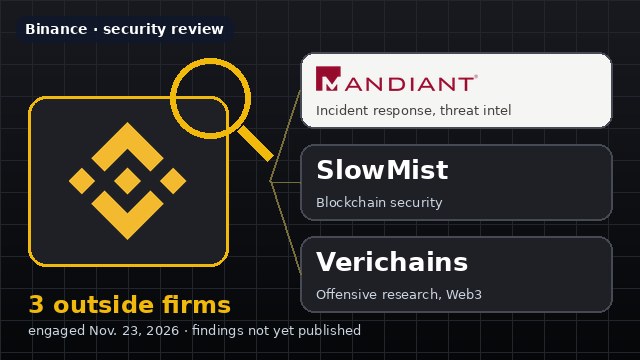 Binance · security review
MANDIANT®
Incident response, threat intel
SlowMist
Blockchain security
Verichains
Offensive research, Web3
3 outside firms
engaged Nov. 23, 2026 · findings not yet published